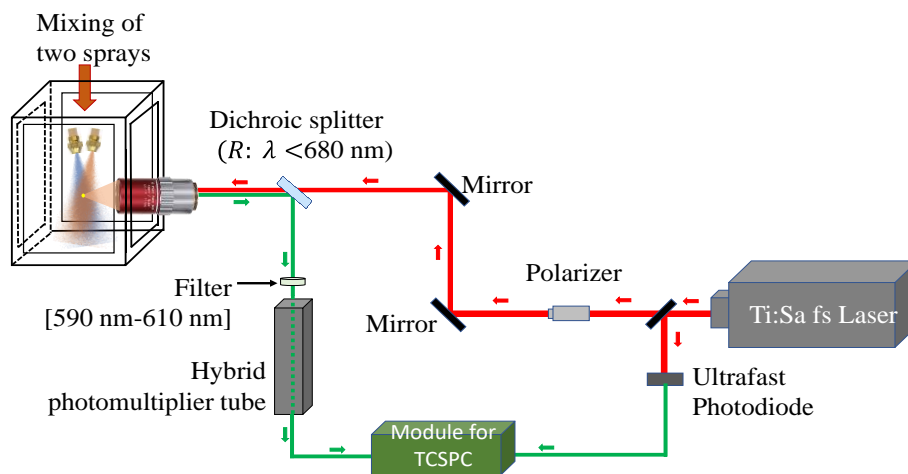 Mixing of
two sprays
Dichroic splitter
(R: λ <680 nm)
Mirror
Polarizer
Filter
[590 nm-610 nm]
Mirror
Ti:Sa fs Laser
Hybrid
photomultiplier tube
Ultrafast
Photodiode
Module for
TCSPC